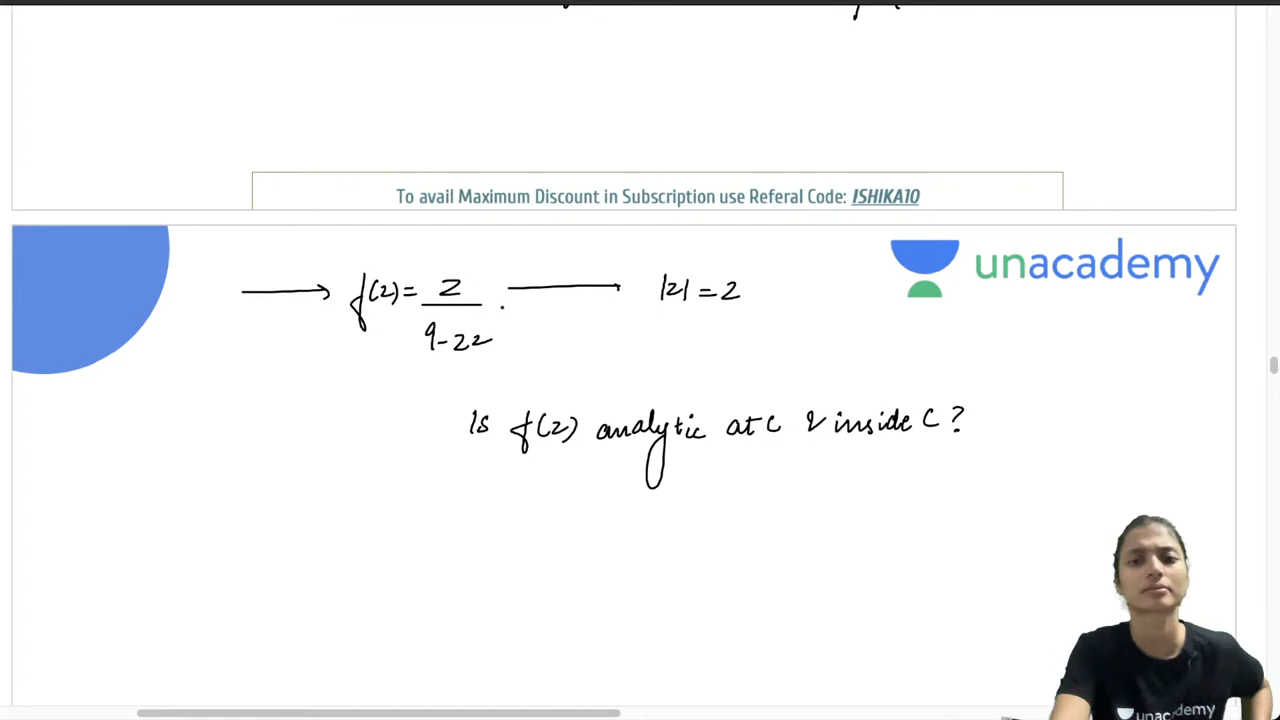 To avail Maximum Discount in Subscription use Referal Code: ISHIKA10
unacademy
→ f(z) = z / 9-z² . → |z| = 2
Is f(z) analytic at C & inside C?
unacademy